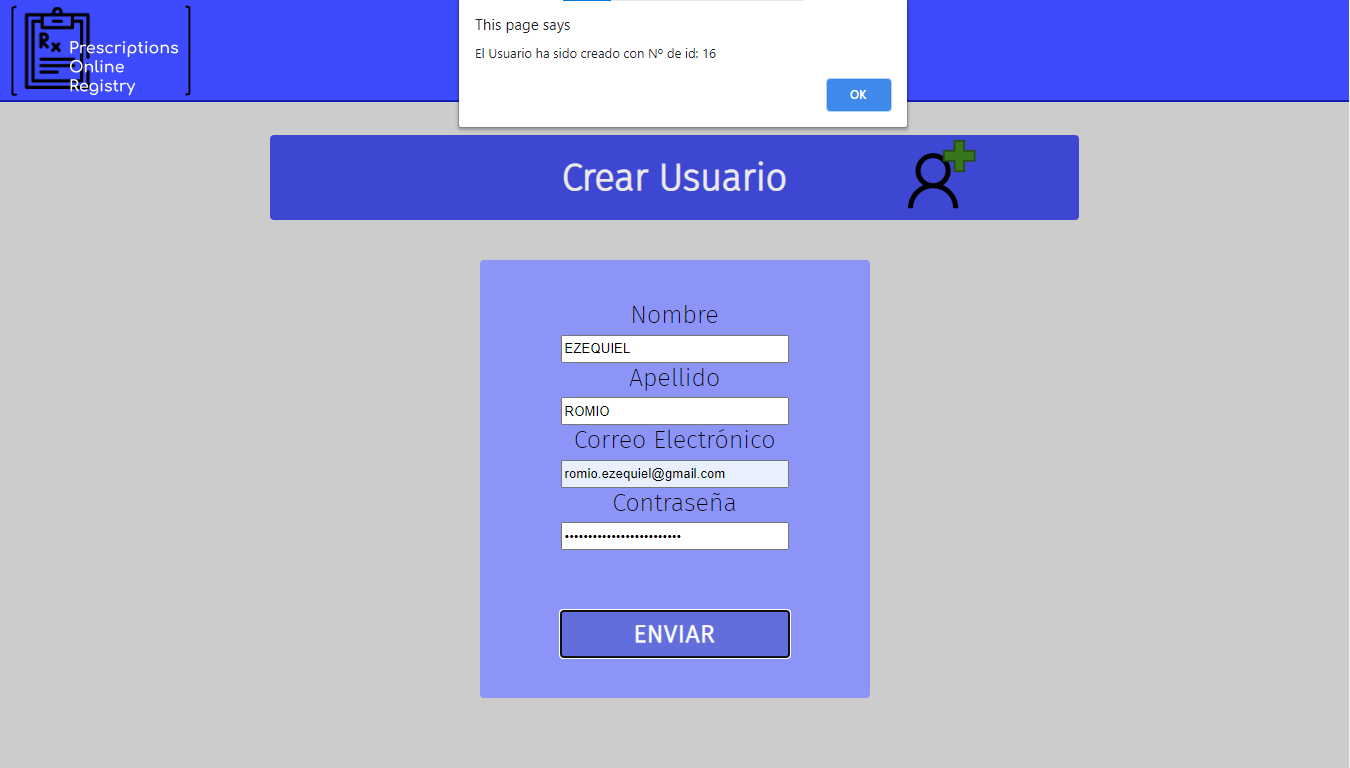 Rx
Prescriptions
Online
Registry
This page says
El Usuario ha sido creado con Nº de id: 16
OK
Crear Usuario
Nombre
EZEQUIEL
Apellido
ROMIO
Correo Electrónico
romio.ezequiel@gmail.com
Contraseña
•••••••••••••••••••••••••
ENVIAR